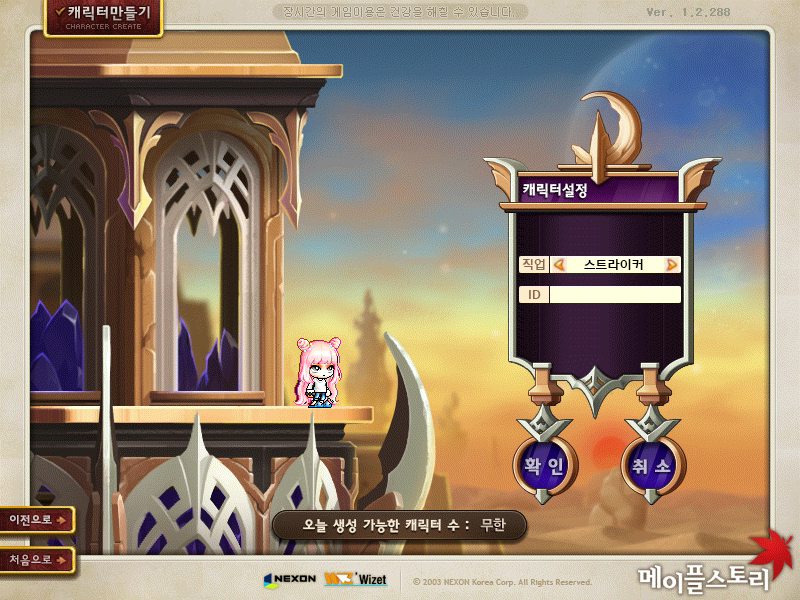 캐릭터만들기
CHARACTER CREATE
장시간의 게임이용은 건강을 해칠 수 있습니다.
Ver. 1.2.288
캐릭터설정
직업 스트라이커
ID
확인 취소
이전으로
오늘 생성 가능한 캐릭터 수 : 무한
처음으로
NEXON Wizet © 2003 NEXON Korea Corp. All Rights Reserved.
메이플스토리